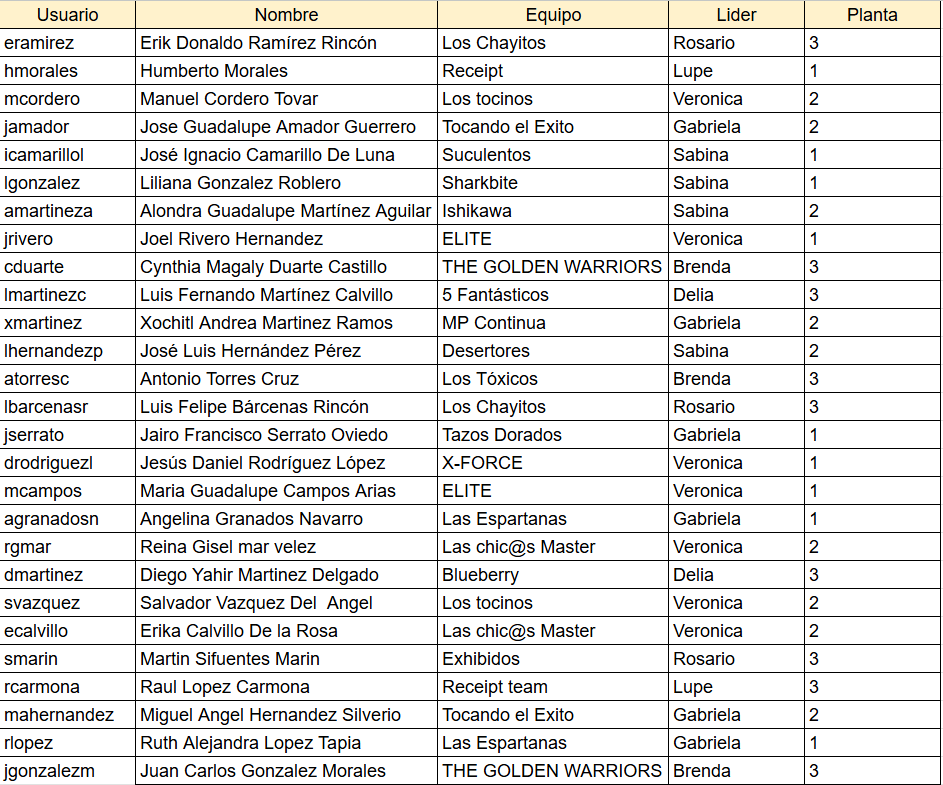 Usuario Nombre Equipo Lider Planta
eramirez Erik Donaldo Ramírez Rincón Los Chayitos Rosario 3
hmorales Humberto Morales Receipt Lupe 1
mcordero Manuel Cordero Tovar Los tocinos Veronica 2
jamador Jose Guadalupe Amador Guerrero Tocando el Exito Gabriela 2
icamarillol José Ignacio Camarillo De Luna Suculentos Sabina 1
lgonzalez Liliana Gonzalez Roblero Sharkbite Sabina 1
amartineza Alondra Guadalupe Martínez Aguilar Ishikawa Sabina 2
jrivero Joel Rivero Hernandez ELITE Veronica 1
cduarte Cynthia Magaly Duarte Castillo THE GOLDEN WARRIORS Brenda 3
lmartinezc Luis Fernando Martínez Calvillo 5 Fantásticos Delia 3
xmartinez Xochitl Andrea Martinez Ramos MP Continua Gabriela 2
lhernandezp José Luis Hernández Pérez Desertores Sabina 2
atorresc Antonio Torres Cruz Los Tóxicos Brenda 3
lbarcenasr Luis Felipe Bárcenas Rincón Los Chayitos Rosario 3
jserrato Jairo Francisco Serrato Oviedo Tazos Dorados Gabriela 1
drodriguezl Jesús Daniel Rodríguez López X-FORCE Veronica 1
mcampos Maria Guadalupe Campos Arias ELITE Veronica 1
agranadosn Angelina Granados Navarro Las Espartanas Gabriela 1
rgmar Reina Gisel mar velez Las chic@s Master Veronica 2
dmartinez Diego Yahir Martinez Delgado Blueberry Delia 3
svazquez Salvador Vazquez Del  Angel Los tocinos Veronica 2
ecalvillo Erika Calvillo De la Rosa Las chic@s Master Veronica 2
smarin Martin Sifuentes Marin Exhibidos Rosario 3
rcarmona Raul Lopez Carmona Receipt team Lupe 3
mahernandez Miguel Angel Hernandez Silverio Tocando el Exito Gabriela 2
rlopez Ruth Alejandra Lopez Tapia Las Espartanas Gabriela 1
jgonzalezm Juan Carlos Gonzalez Morales THE GOLDEN WARRIORS Brenda 3